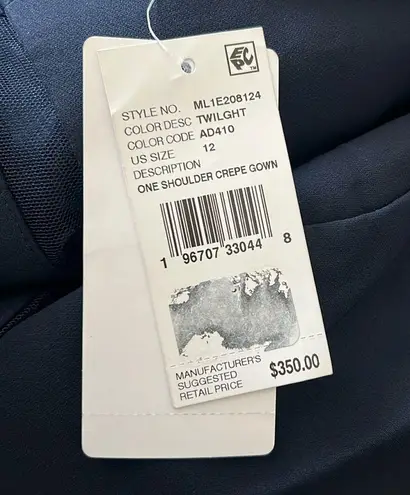 EPC™
STYLE NO. ML1E208124
COLOR DESC TWILGHT
COLOR CODE AD410
US SIZE 12
DESCRIPTION
ONE SHOULDER CREPE GOWN
1 96707 33044 8
MANUFACTURER'S
SUGGESTED
RETAIL PRICE $350.00